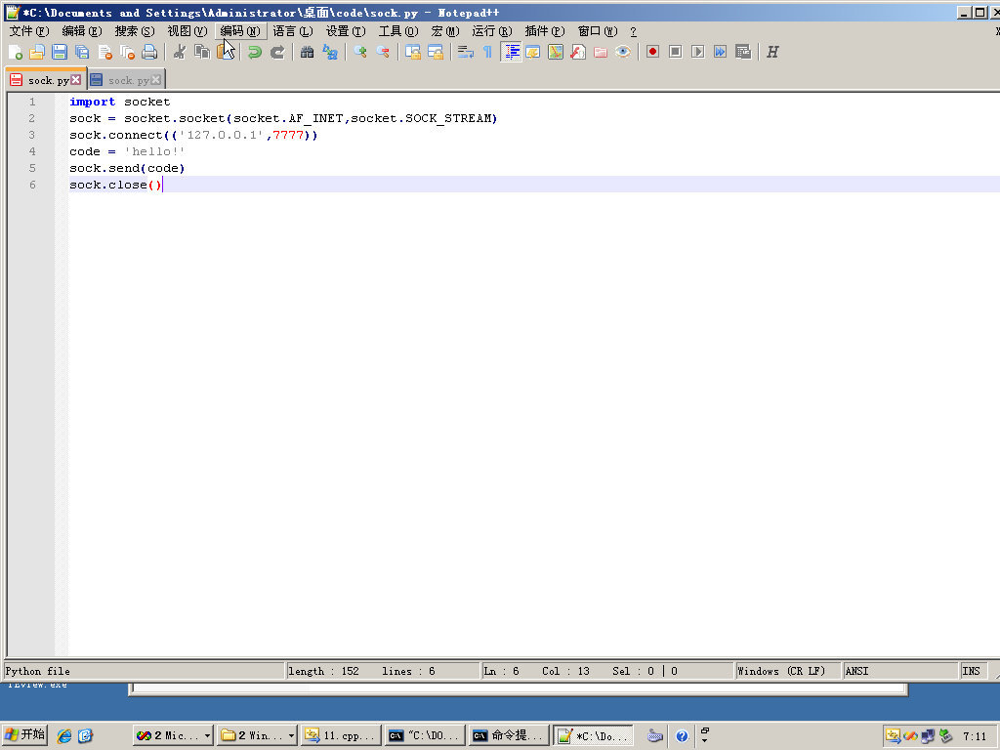 *C:\Documents and Settings\Administrator\桌面\code\sock.py - Notepad++
文件(F) 编辑(E) 搜索(S) 视图(V) 编码(N) 语言(L) 设置(T) 工具(O) 宏(M) 运行(R) 插件(P) 窗口(W) ?
sock.py sock.py
1 import socket
2 sock = socket.socket(socket.AF_INET,socket.SOCK_STREAM)
3 sock.connect(('127.0.0.1',7777))
4 code = 'hello!'
5 sock.send(code)
6 sock.close()
Python file length : 152 lines : 6 Ln : 6 Col : 13 Sel : 0 | 0 Windows (CR LF) ANSI INS
开始 2 Mic... 2 Win... 11.cpp... "C:\DO... 命令提... *C:\Do... 7:11